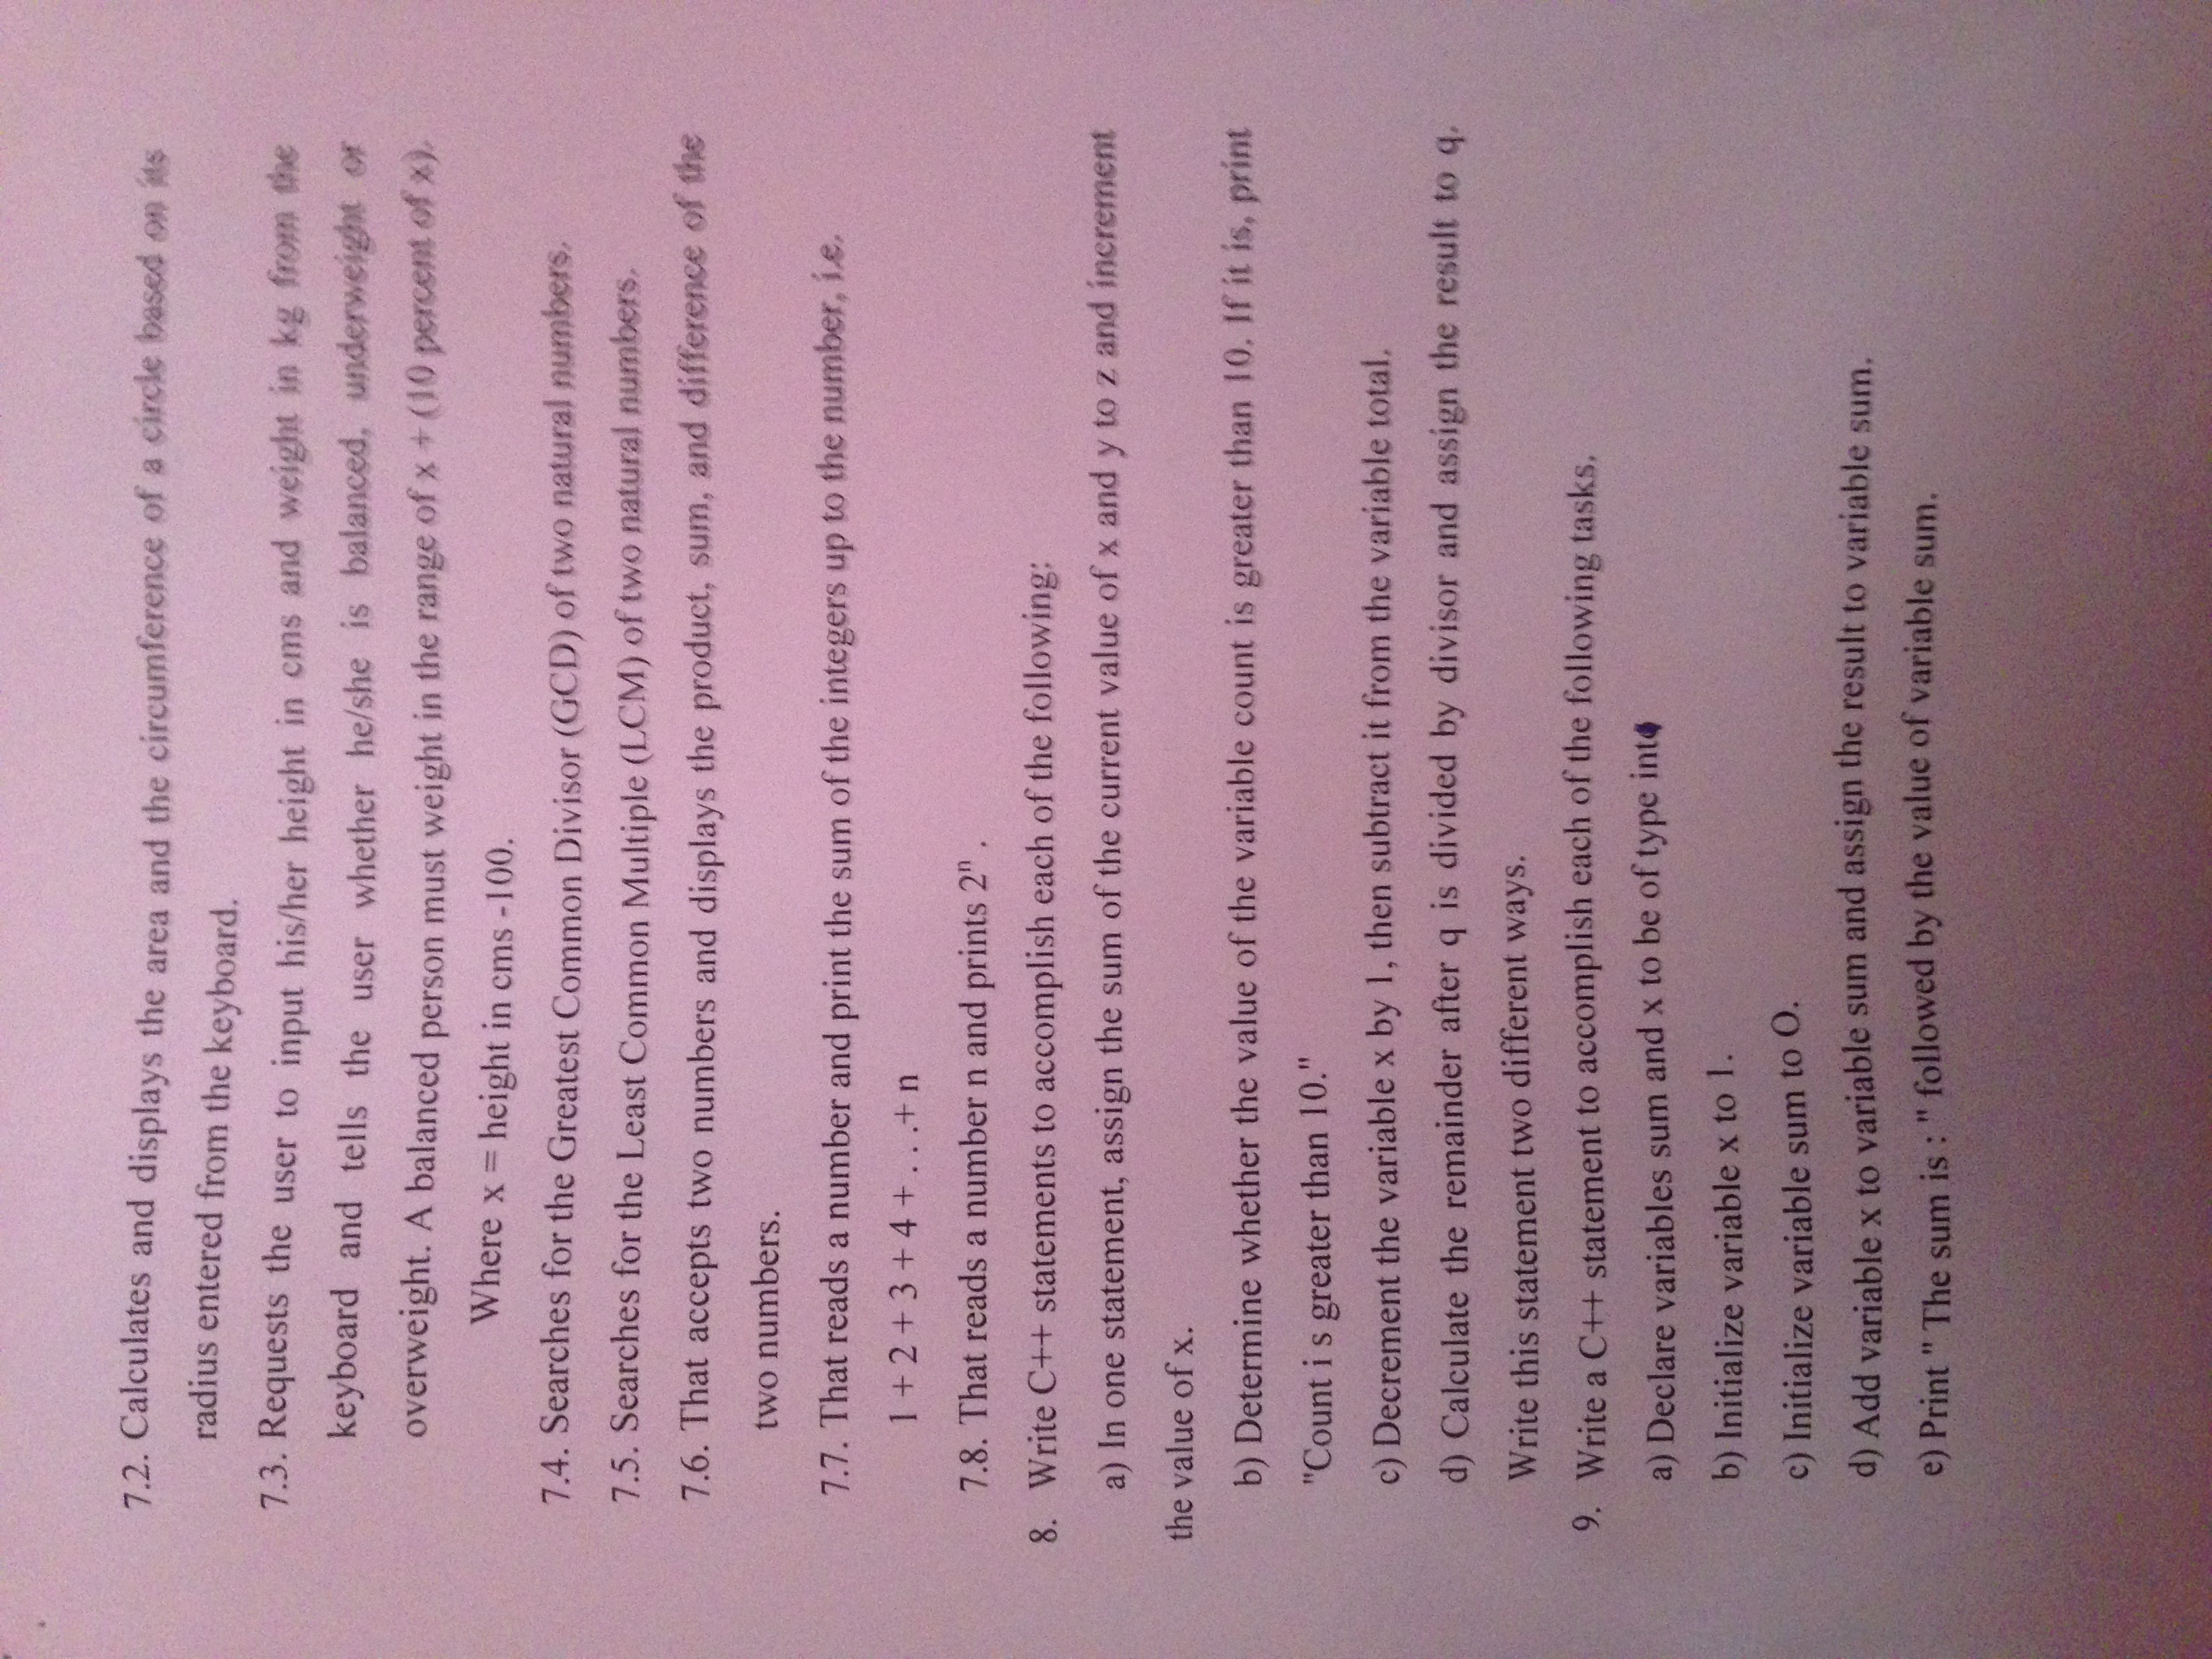 7.2. Calculates and displays the area and the circumference of a circle based on its
radius entered from the keyboard.
7.3. Requests the user to input his/her height in cms and weight in kg from the
keyboard and tells the user whether he/she is balanced, underweight or
overweight. A balanced person must weight in the range of x + (10 percent of x).
Where x = height in cms -100.
7.4. Searches for the Greatest Common Divisor (GCD) of two natural numbers.
7.5. Searches for the Least Common Multiple (LCM) of two natural numbers.
7.6. That accepts two numbers and displays the product, sum, and difference of the
two numbers.
7.7. That reads a number and print the sum of the integers up to the number, i.e.
1 + 2 + 3 + 4 + . . .+ n
7.8. That reads a number n and prints 2ⁿ .
8. Write C++ statements to accomplish each of the following:
a) In one statement, assign the sum of the current value of x and y to z and increment
the value of x.
b) Determine whether the value of the variable count is greater than 10. If it is, print
"Count i s greater than 10."
c) Decrement the variable x by 1, then subtract it from the variable total.
d) Calculate the remainder after q is divided by divisor and assign the result to q.
Write this statement two different ways.
9. Write a C++ statement to accomplish each of the following tasks.
a) Declare variables sum and x to be of type int
b) Initialize variable x to 1.
c) Initialize variable sum to O.
d) Add variable x to variable sum and assign the result to variable sum.
e) Print " The sum is : " followed by the value of variable sum.